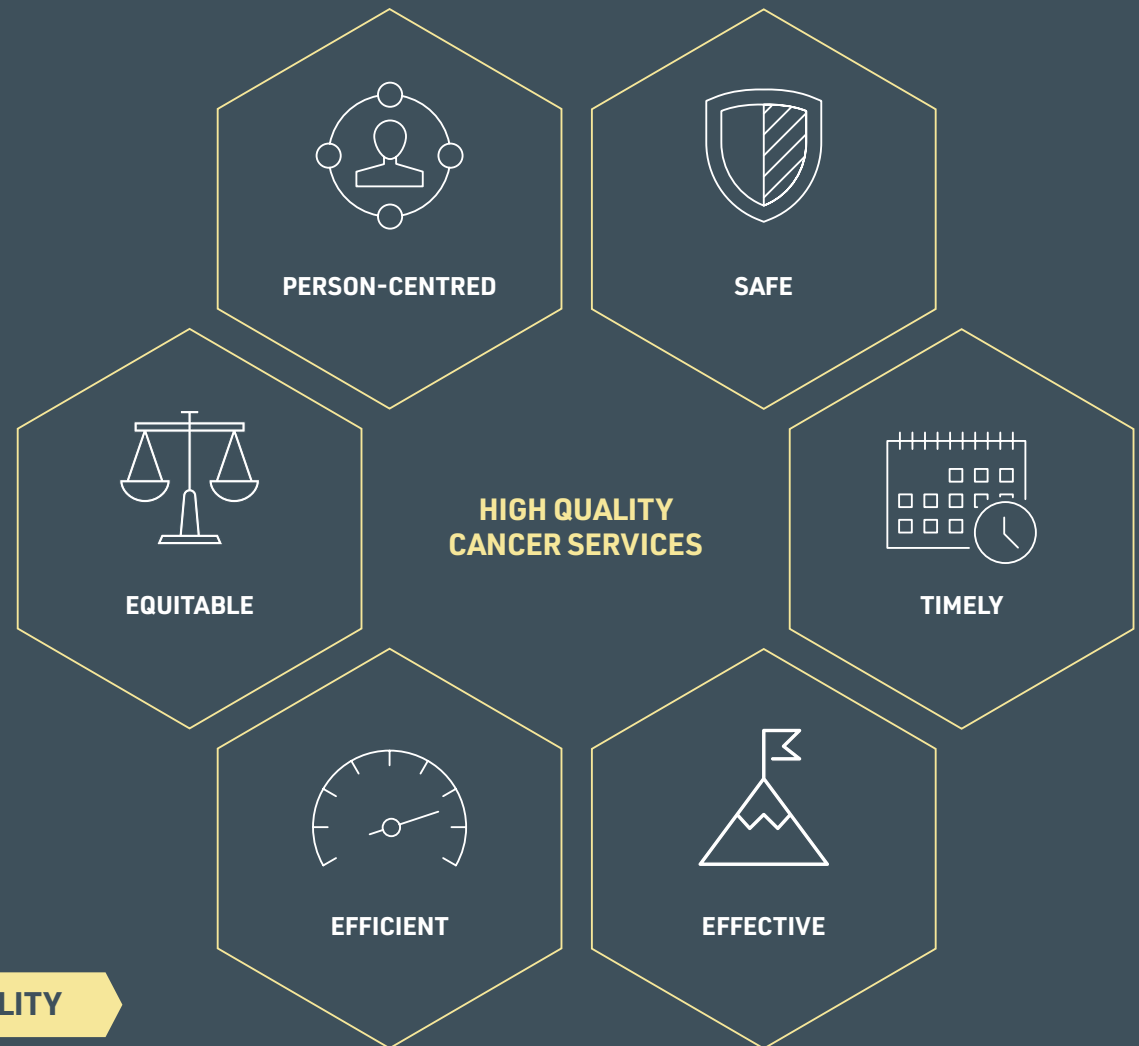 PERSON-CENTRED
SAFE
HIGH QUALITY
CANCER SERVICES
EQUITABLE
TIMELY
EFFICIENT
EFFECTIVE
LITY